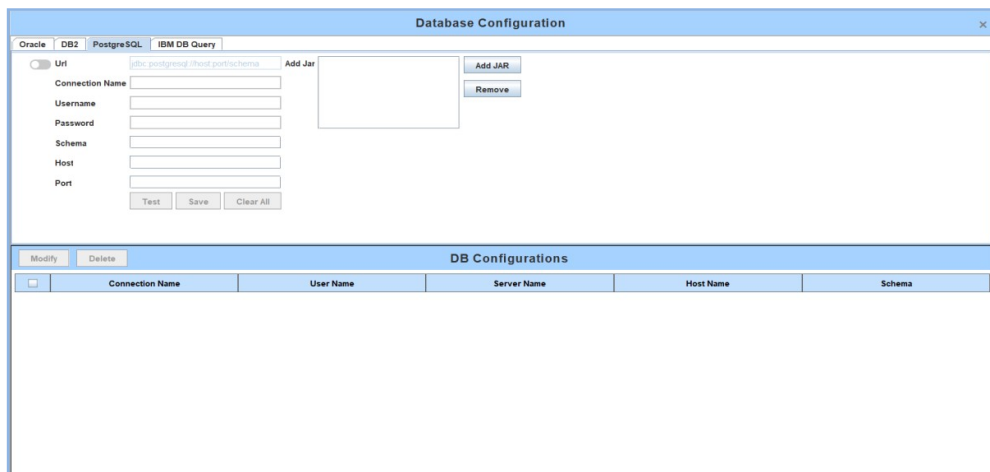 Database Configuration ×
Oracle DB2 PostgreSQL IBM DB Query
Url jdbc:postgresql://host:port/schema Add Jar Add JAR
Connection Name Remove
Username
Password
Schema
Host
Port
Test Save Clear All
Modify Delete DB Configurations
Connection Name User Name Server Name Host Name Schema